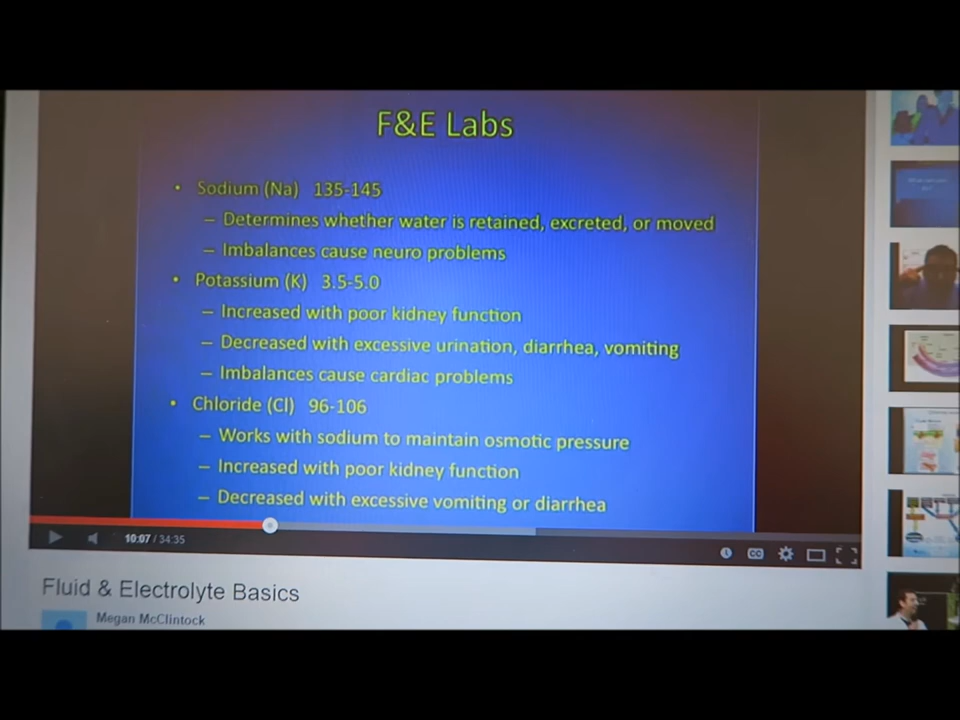 F&E Labs
• Sodium (Na) 135-145
– Determines whether water is retained, excreted, or moved
– Imbalances cause neuro problems
• Potassium (K) 3.5-5.0
– Increased with poor kidney function
– Decreased with excessive urination, diarrhea, vomiting
– Imbalances cause cardiac problems
• Chloride (Cl) 96-106
– Works with sodium to maintain osmotic pressure
– Increased with poor kidney function
– Decreased with excessive vomiting or diarrhea
10:07 / 34:35
CC
Fluid & Electrolyte Basics
Megan McClintock